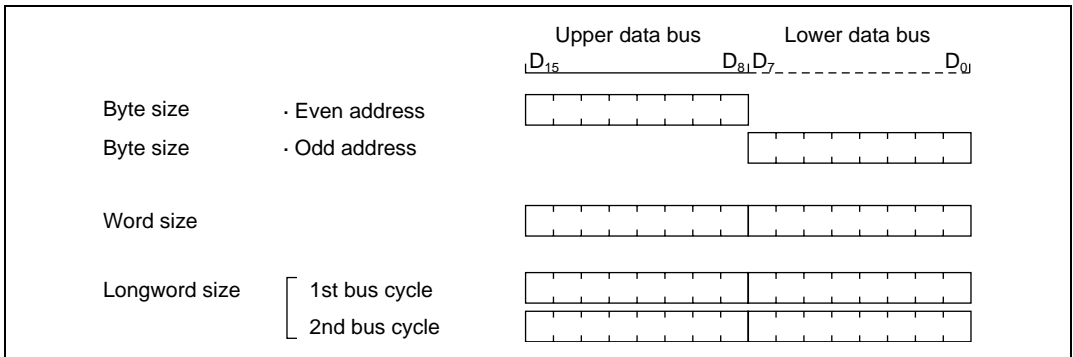 Upper data bus Lower data bus
D15 D8 D7 D0
Byte size · Even address
Byte size · Odd address
Word size
Longword size 1st bus cycle
2nd bus cycle